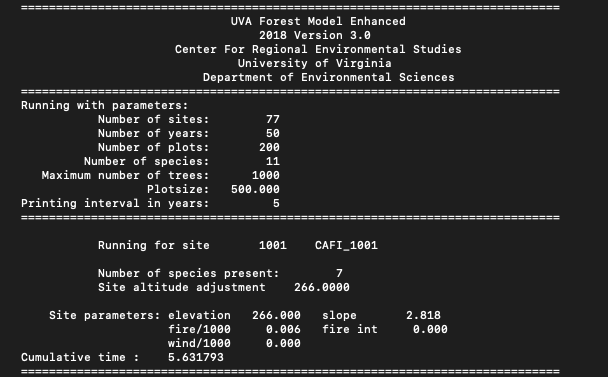 ================================================================================
UVA Forest Model Enhanced
2018 Version 3.0
Center For Regional Environmental Studies
University of Virginia
Department of Environmental Sciences
================================================================================
Running with parameters:
Number of sites: 77
Number of years: 50
Number of plots: 200
Number of species: 11
Maximum number of trees: 1000
Plotsize: 500.000
Printing interval in years: 5
================================================================================
Running for site 1001 CAFI_1001
Number of species present: 7
Site altitude adjustment 266.0000
Site parameters: elevation 266.000 slope 2.818
fire/1000 0.006 fire int 0.000
wind/1000 0.000
Cumulative time : 5.631793
================================================================================